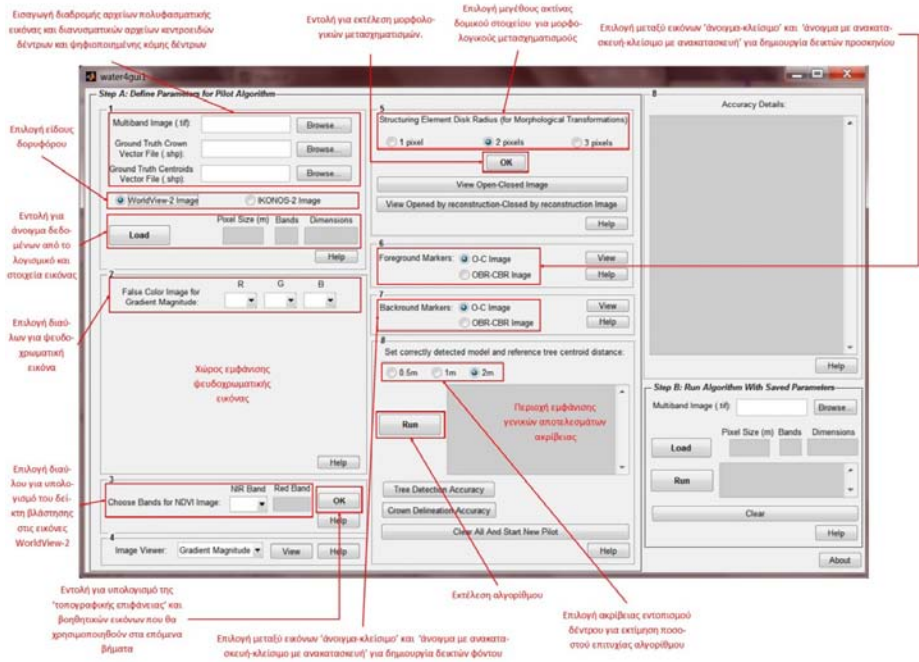 Εισαγωγή διαδρομής αρχείων πολυφασματικής
εικόνας και διανυσματικών αρχείων κεντροειδών
δέντρων και ψηφιοποιημένης κόμης δέντρων
Εντολή για εκτέλεση μορφολο-
γικών μετασχηματισμών.
Επιλογή μεγέθους ακτίνας
δομικού στοιχείου για μορφο-
λογικούς μετασχηματισμούς
Επιλογή μεταξύ εικόνων 'άνοιγμα-κλείσιμο' και 'άνοιγμα με ανακατα-
σκευή-κλείσιμο με ανακατασκευή' για δημιουργία δεικτών προσκηνίου
water4gui1
Step A: Define Parameters for Pilot Algorithm
1
Multiband Image (.tif):
Browse...
Ground Truth Crown
Vector File (.shp):
Browse...
Ground Truth Centroids
Vector File (.shp):
Browse...
WorldView-2 Image
IKONOS-2 Image
Pixel Size (m) Bands Dimensions
Load
Help
Επιλογή είδους
δορυφόρου
Εντολή για
άνοιγμα δεδο-
μένων από το
λογισμικό και
στοιχεία εικόνας
2
False Color Image for
Gradient Magnitude:
R G B
Επιλογή διαύ-
λων για ψευδο-
χρωματική
εικόνα
Χώρος εμφάνισης
ψευδοχρωματικής
εικόνας
Help
Επιλογή διαύ-
λου για υπολο-
γισμό του δεί-
κτη βλάστησης
στις εικόνες
WorldView-2
3
NIR Band Red Band
Choose Bands for NDVI Image:
OK
Help
4
Image Viewer: Gradient Magnitude View Help
5
Structuring Element Disk Radius (for Morphological Transformations)
1 pixel 2 pixels 3 pixels
OK
View Open-Closed Image
View Opened by reconstruction-Closed by reconstruction Image
Help
6
Foreground Markers: O-C Image View
OBR-CBR Image Help
7
Backround Markers: O-C Image View
OBR-CBR Image Help
Set correctly detected model and reference tree centroid distance:
0.5m 1m 2m
Run
Περιοχή εμφάνισης
γενικών αποτελεσμάτων
ακρίβειας
Tree Detection Accuracy
Crown Delineation Accuracy
Clear All And Start New Pilot
Help
8
Accuracy Details:
Help
Step B: Run Algorithm With Saved Parameters
Multiband Image (.tif): Browse...
Pixel Size (m) Bands Dimensions
Load
Run
Clear
Help
About
Εντολή για υπολογισμό της
'τοπογραφικής επιφάνειας' και
βοηθητικών εικόνων που θα
χρησιμοποιηθούν στα επόμενα
βήματα
Επιλογή μεταξύ εικόνων 'άνοιγμα-κλείσιμο' και 'άνοιγμα με ανακατα-
σκευή-κλείσιμο με ανακατασκευή' για δημιουργία δεικτών φόντου
Εκτέλεση αλγορίθμου
Επιλογή ακρίβειας εντοπισμού
δέντρου για εκτίμηση ποσο-
στού επιτυχίας αλγορίθμου